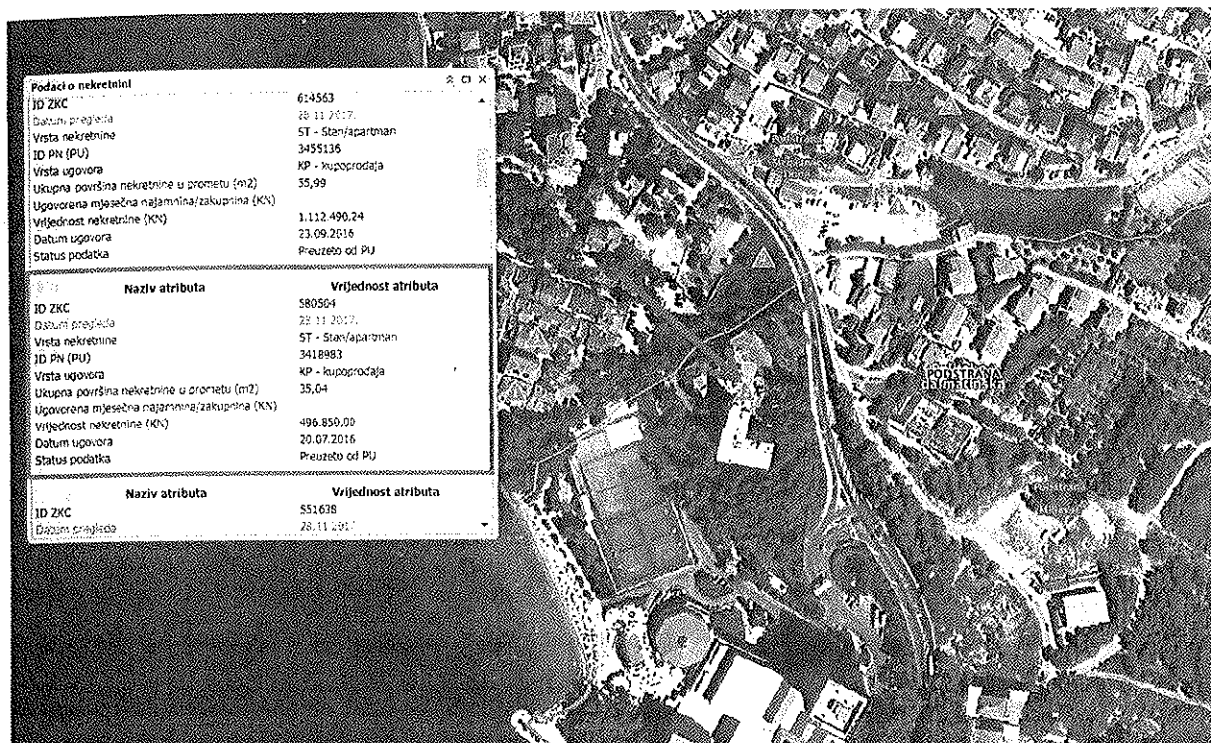 Podaci o nekretnini
ID ZKC 614563
Datum pregleda 28.11.2017.
Vrsta nekretnine ST - Stan/apartman
ID PN (PU) 3455136
Vrsta ugovora KP - kupoprodaja
Ukupna površina nekretnine u prometu (m2) 55,99
Ugovorena mjesečna najamnina/zakupnina (KN)
Vrijednost nekretnine (KN) 1.112.490,24
Datum ugovora 23.09.2016
Status podatka Preuzeto od PU
Naziv atributa Vrijednost atributa
ID ZKC 580504
Datum pregleda 28.11.2017.
Vrsta nekretnine ST - Stan/apartman
ID PN (PU) 3418983
Vrsta ugovora KP - kupoprodaja
Ukupna površina nekretnine u prometu (m2) 35,04
Ugovorena mjesečna najamnina/zakupnina (KN)
Vrijednost nekretnine (KN) 496.850,00
Datum ugovora 20.07.2016
Status podatka Preuzeto od PU
Naziv atributa Vrijednost atributa
ID ZKC 551638
Datum pregleda 28.11.2017
PODSTRANA
dalmatinska